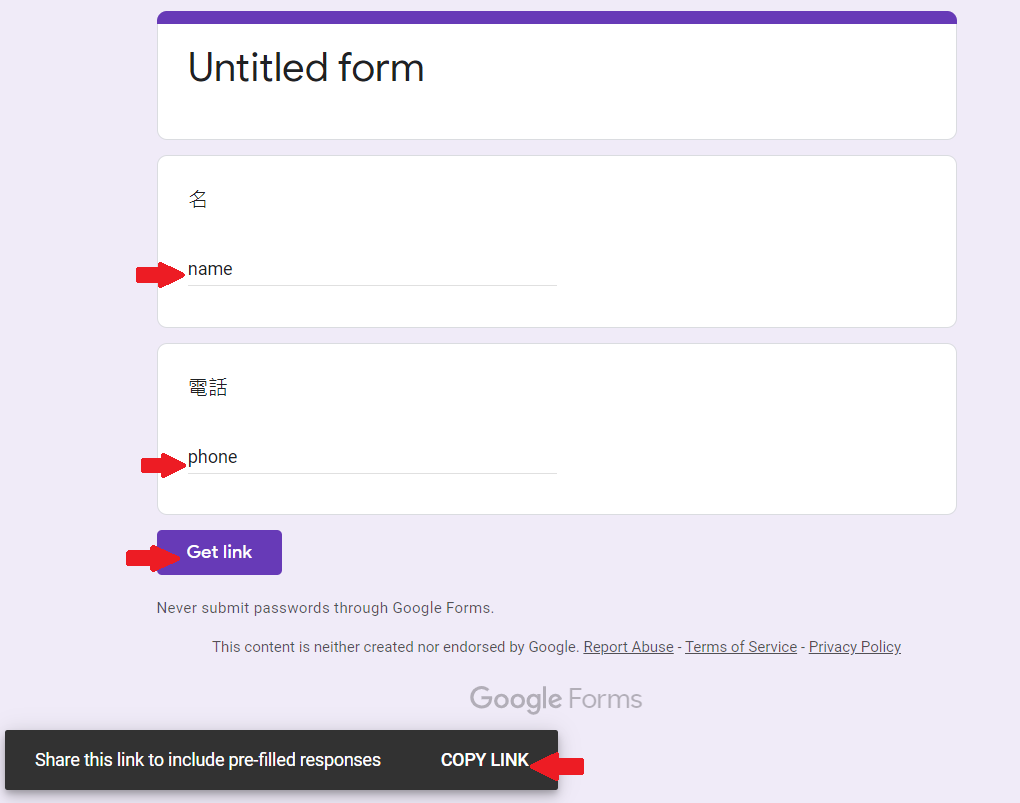 Untitled form
名
name
電話
phone
Get link
Never submit passwords through Google Forms.
This content is neither created nor endorsed by Google. Report Abuse - Terms of Service - Privacy Policy
Google Forms
Share this link to include pre-filled responses COPY LINK